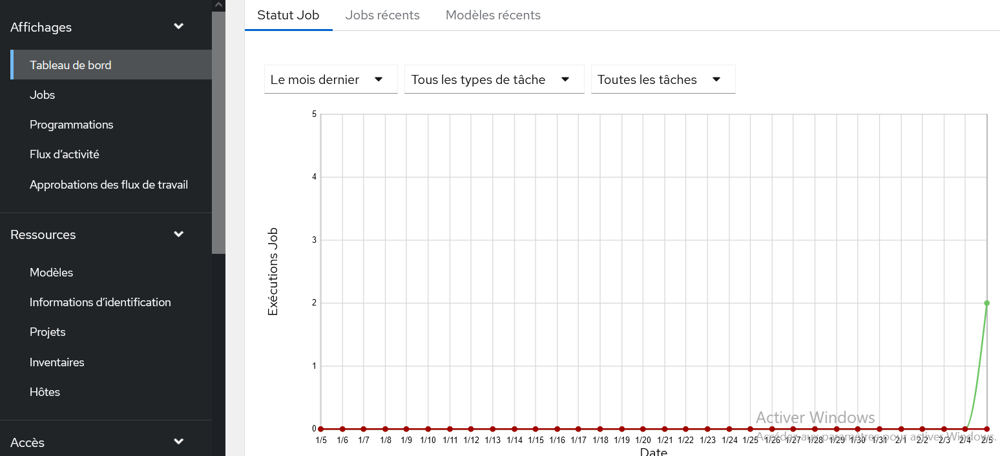 Affichages
Tableau de bord
Jobs
Programmations
Flux d’activité
Approbations des flux de travail
Ressources
Modèles
Informations d’identification
Projets
Inventaires
Hôtes
Accès
Statut Job Jobs récents Modèles récents
Le mois dernier Tous les types de tâche Toutes les tâches
5
4
3
2
1
0
Exécutions Job
1/5 1/6 1/7 1/8 1/9 1/10 1/11 1/12 1/13 1/14 1/15 1/16 1/17 1/18 1/19 1/20 1/21 1/22 1/23 1/24 1/25 1/26 1/27 1/28 1/29 1/30 1/31 2/1 2/2 2/3 2/4 2/5
Date
Activer Windows
Accédez aux paramètres pour activer Windows.